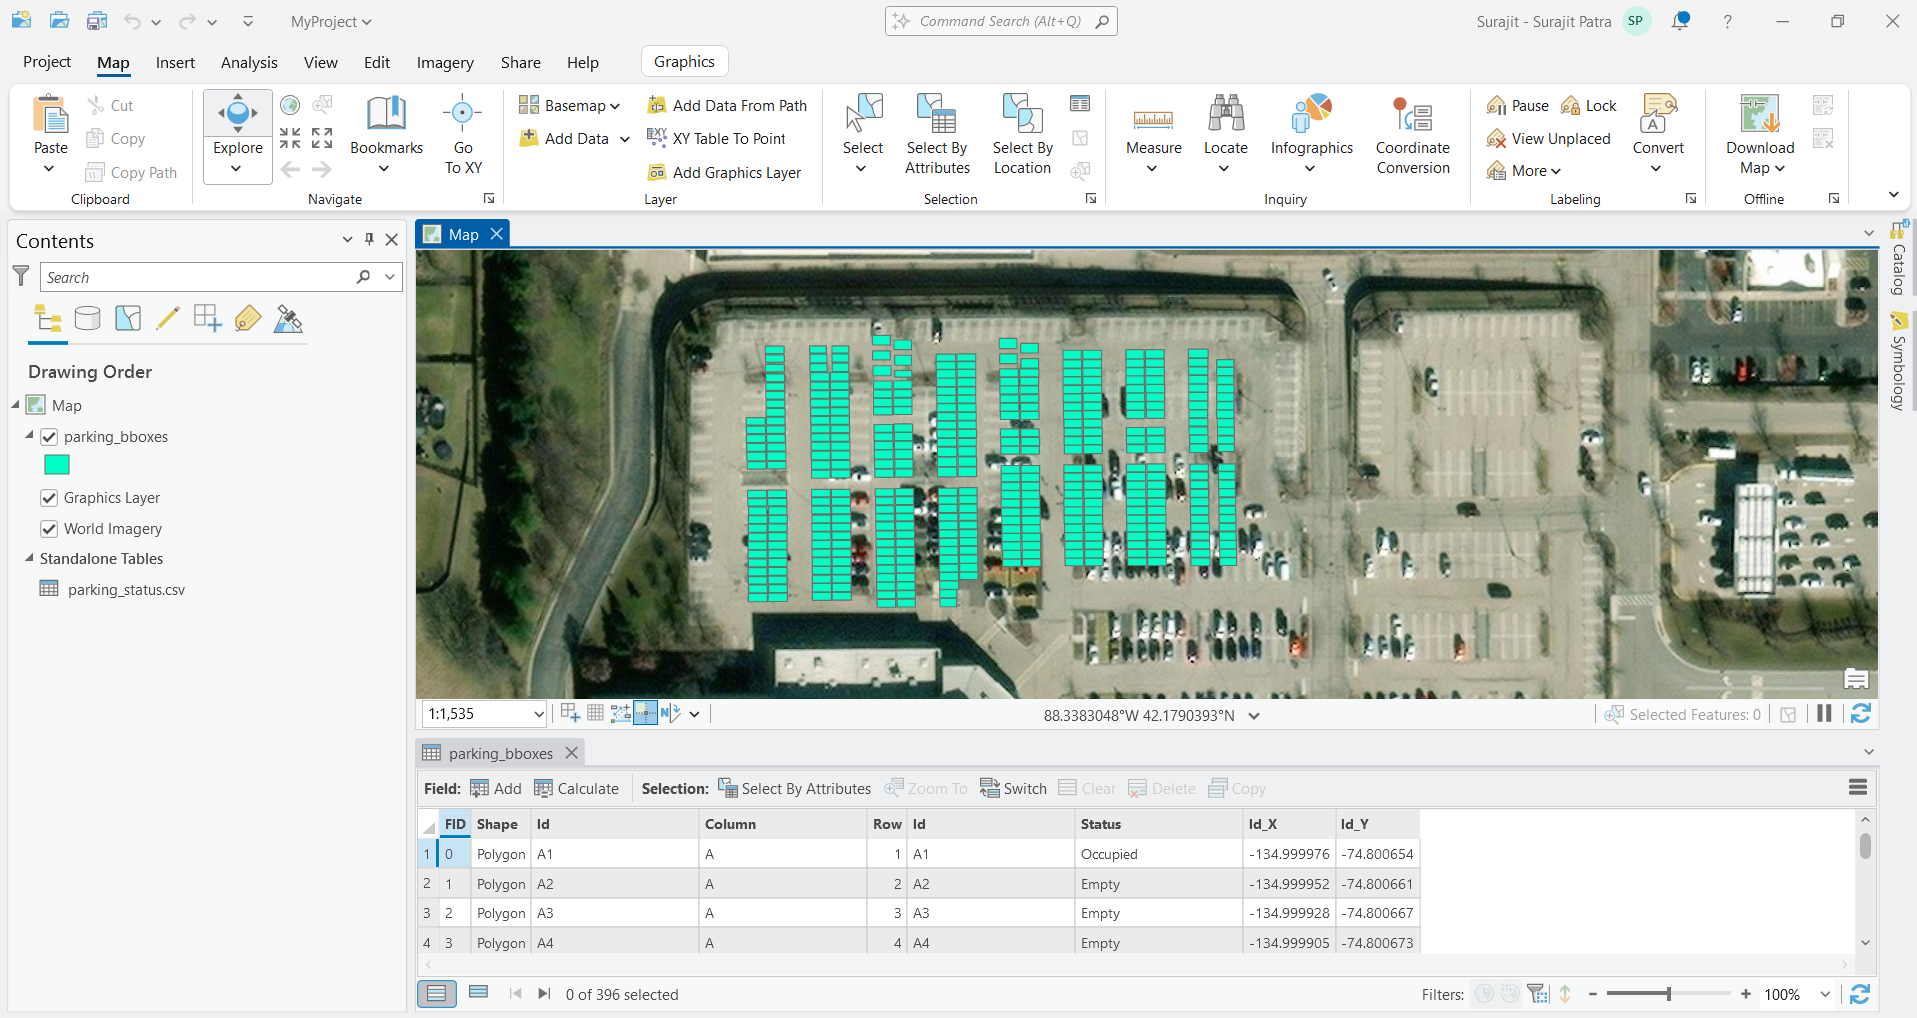 MyProject
Command Search (Alt+Q)
Surajit - Surajit Patra
SP
?
Project
Map
Insert
Analysis
View
Edit
Imagery
Share
Help
Graphics
Paste
Cut
Copy
Copy Path
Clipboard
Explore
Bookmarks
Go
To XY
Navigate
Basemap
Add Data
Add Data From Path
XY Table To Point
Add Graphics Layer
Layer
Select
Select By
Attributes
Select By
Location
Selection
Measure
Locate
Infographics
Coordinate
Conversion
Inquiry
Pause
Lock
View Unplaced
More
Convert
Labeling
Download
Map
Offline
Contents
Search
Drawing Order
Map
parking_bboxes
Graphics Layer
World Imagery
Standalone Tables
parking_status.csv
Map
Catalog
Symbology
1:1,535
88.3383048°W 42.1790393°N
Selected Features: 0
parking_bboxes
Field: Add Calculate Selection: Select By Attributes Zoom To Switch Clear Delete Copy
FID Shape Id Column Row Id Status Id_X Id_Y
1 0 Polygon A1 A 1 A1 Occupied -134.999976 -74.800654
2 1 Polygon A2 A 2 A2 Empty -134.999952 -74.800661
3 2 Polygon A3 A 3 A3 Empty -134.999928 -74.800667
4 3 Polygon A4 A 4 A4 Empty -134.999905 -74.800673
0 of 396 selected
Filters:
100%